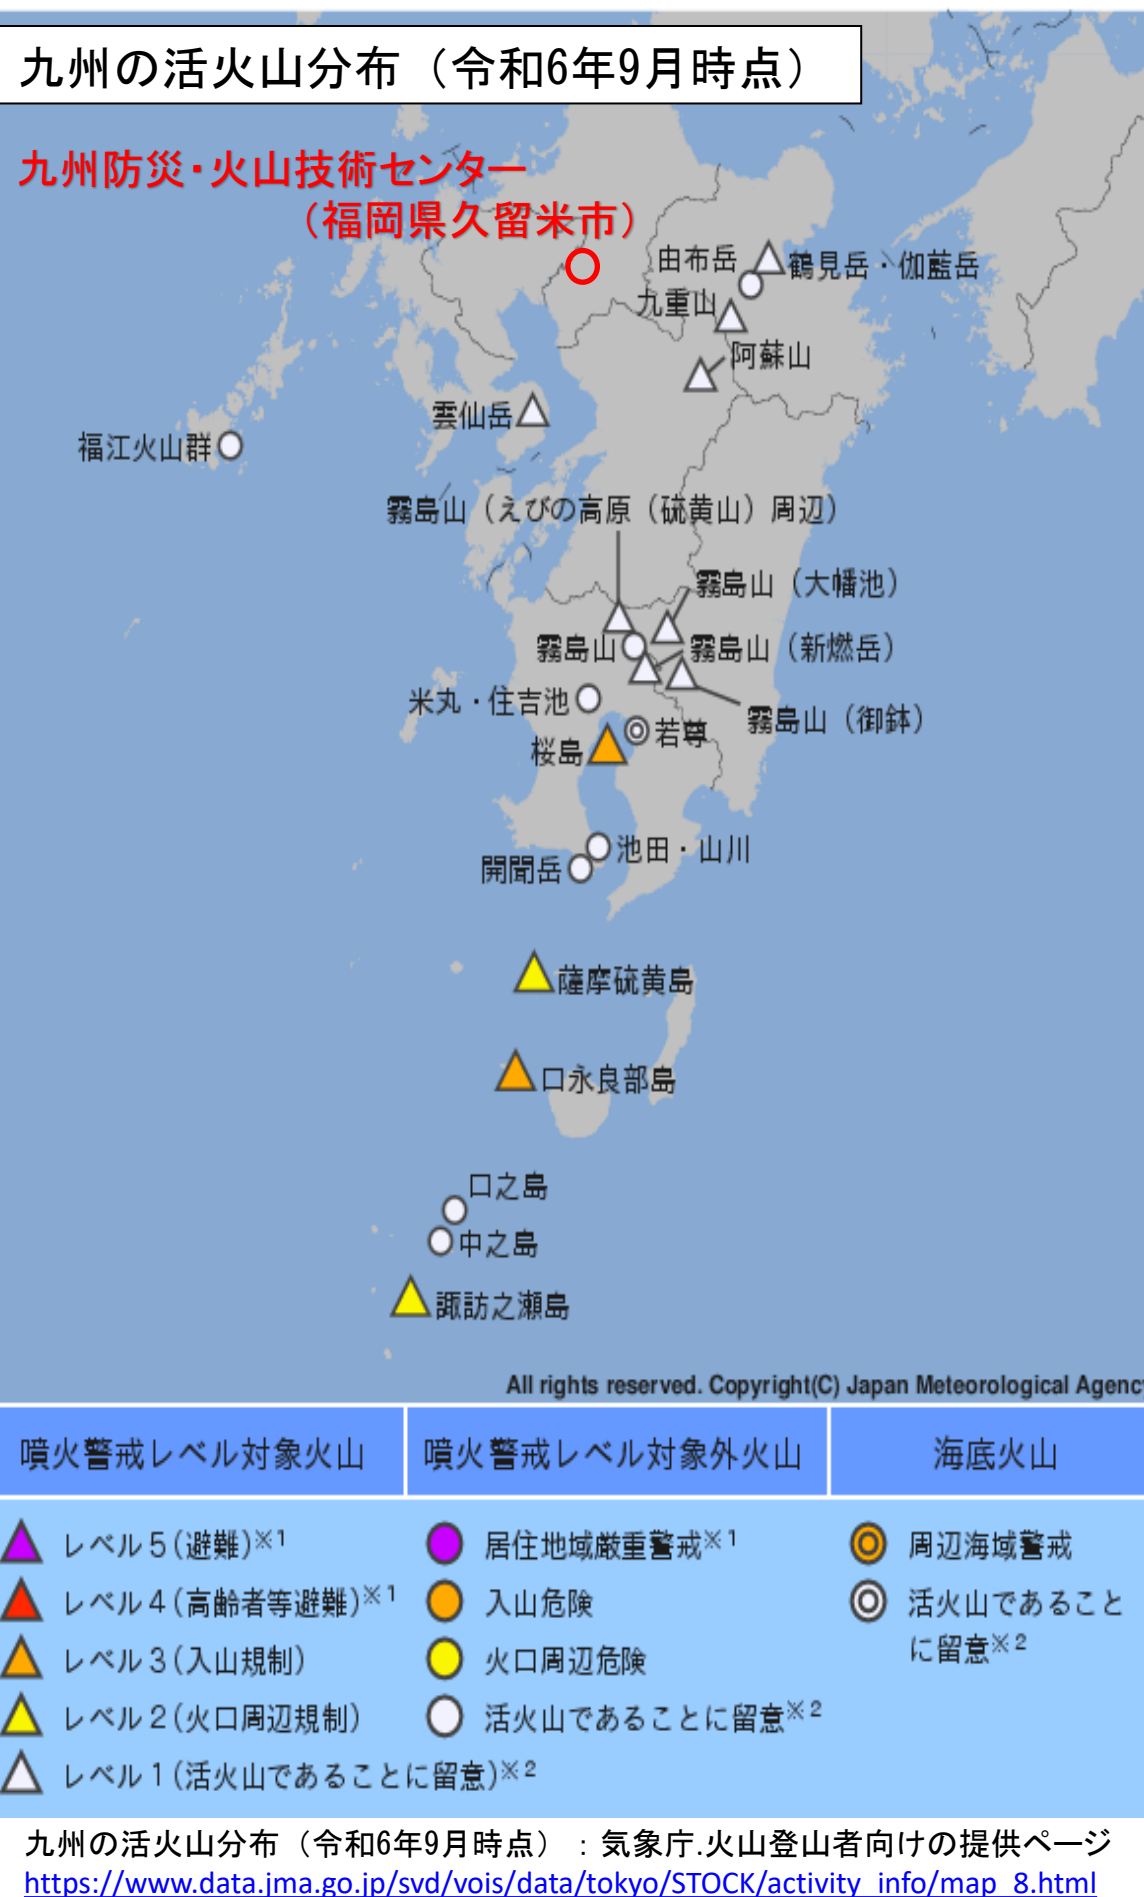 九州の活火山分布（令和6年9月時点）
九州防災・火山技術センター
（福岡県久留米市）
由布岳
鶴見岳・伽藍岳
九重山
阿蘇山
雲仙岳
福江火山群
霧島山（えびの高原（硫黄山）周辺）
霧島山（大幡池）
霧島山
霧島山（新燃岳）
米丸・住吉池
霧島山（御鉢）
若尊
桜島
池田・山川
開聞岳
薩摩硫黄島
口永良部島
口之島
中之島
諏訪之瀬島
All rights reserved. Copyright(C) Japan Meteorological Agency
噴火警戒レベル対象火山
レベル５(避難)※1
レベル４(高齢者等避難)※1
レベル３(入山規制)
レベル２(火口周辺規制)
レベル１(活火山であることに留意)※2
噴火警戒レベル対象外火山
居住地域厳重警戒※1
入山危険
火口周辺危険
活火山であることに留意※2
海底火山
周辺海域警戒
活火山であること
に留意※2
九州の活火山分布（令和6年9月時点）：気象庁.火山登山者向けの提供ページ
https://www.data.jma.go.jp/svd/vois/data/tokyo/STOCK/activity_info/map_8.html